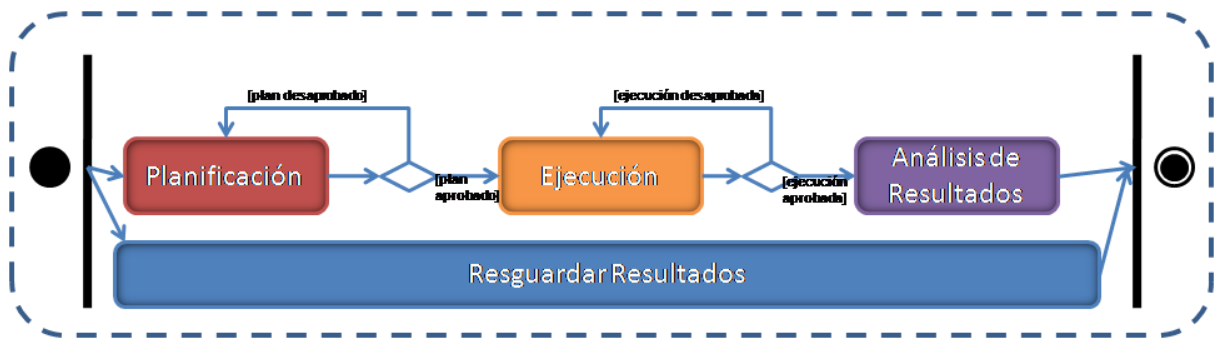 [plan desaprobado]
[ejecución desaprobada]
Planificación
[plan
aprobado]
Ejecución
[ejecución
aprobada]
Análisis de
Resultados
Resguardar Resultados